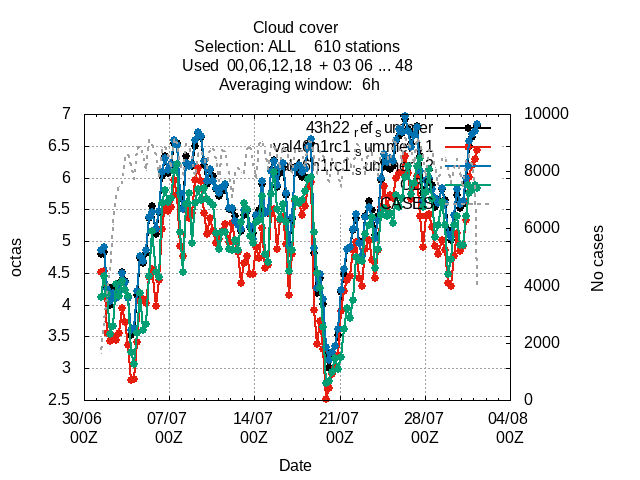 Cloud cover
Selection: ALL 610 stations
Used 00,06,12,18 + 03 06 ... 48
Averaging window: 6h
7
6.5
6
5.5
5
4.5
4
3.5
3
2.5
10000
8000
6000
4000
2000
0
octas
No cases
43h22_ref_summer
CASES
30/06 07/07 14/07 21/07 28/07 04/08
00Z 00Z 00Z 00Z 00Z 00Z
Date